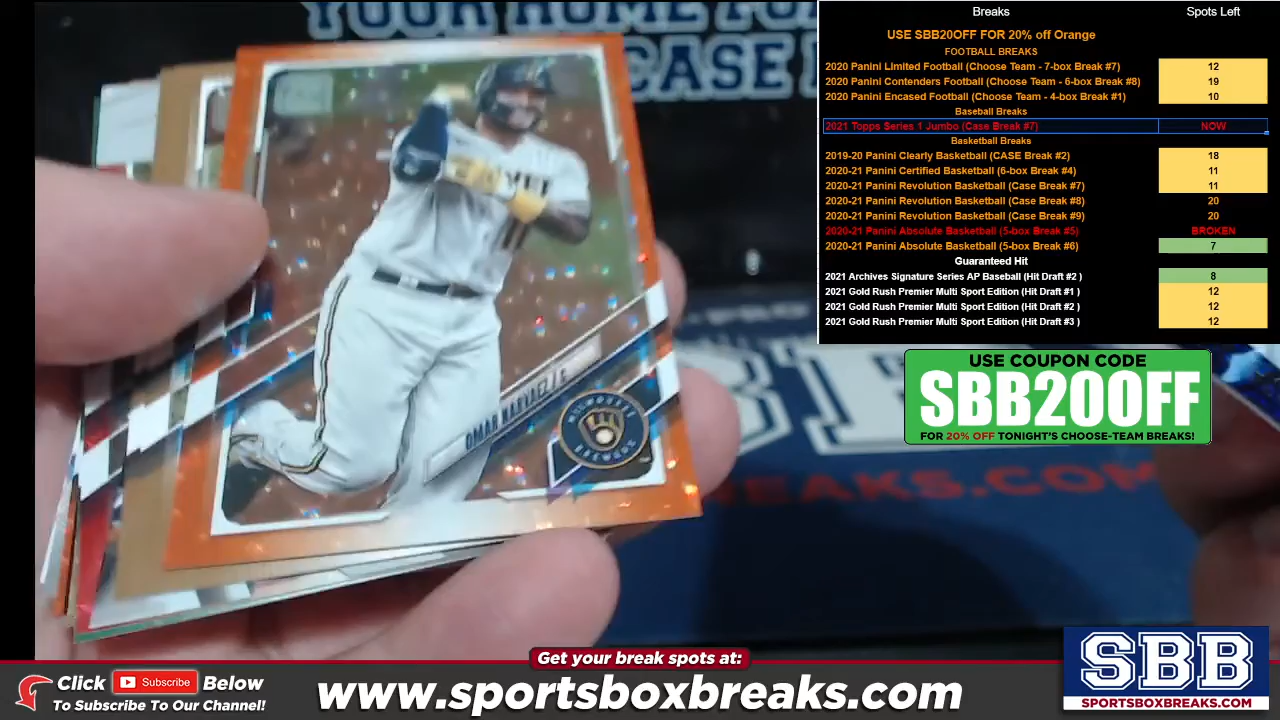 YOUR HOME FOR
CASE
OMAR NARVAEZ / C
MILWAUKEE
BREWERS
BREAKS.COM
Breaks Spots Left
USE SBB20OFF FOR 20% off Orange
FOOTBALL BREAKS
2020 Panini LImited Football (Choose Team - 7-box Break #7) 12
2020 Panini Contenders Football (Choose Team - 6-box Break #8) 19
2020 Panini Encased Football (Choose Team - 4-box Break #1) 10
Baseball Breaks
2021 Topps Series 1 Jumbo (Case Break #7) NOW
Basketball Breaks
2019-20 Panini Clearly Basketball (CASE Break #2) 18
2020-21 Panini Certified Basketball (6-box Break #4) 11
2020-21 Panini Revolution Basketball (Case Break #7) 11
2020-21 Panini Revolution Basketball (Case Break #8) 20
2020-21 Panini Revolution Basketball (Case Break #9) 20
2020-21 Panini Absolute Basketball (5-box Break #5) BROKEN
2020-21 Panini Absolute Basketball (5-box Break #6) 7
Guaranteed Hit
2021 Archives Signature Series AP Baseball (Hit Draft #2 ) 8
2021 Gold Rush Premier Multi Sport Edition (Hit Draft #1 ) 12
2021 Gold Rush Premier Multi Sport Edition (Hit Draft #2 ) 12
2021 Gold Rush Premier Multi Sport Edition (Hit Draft #3 ) 12
USE COUPON CODE
SBB20OFF
FOR 20% OFF TONIGHT'S CHOOSE-TEAM BREAKS!
Get your break spots at:
Click Subscribe Below
To Subscribe To Our Channel!
www.sportsboxbreaks.com
SBB
SPORTSBOXBREAKS.COM